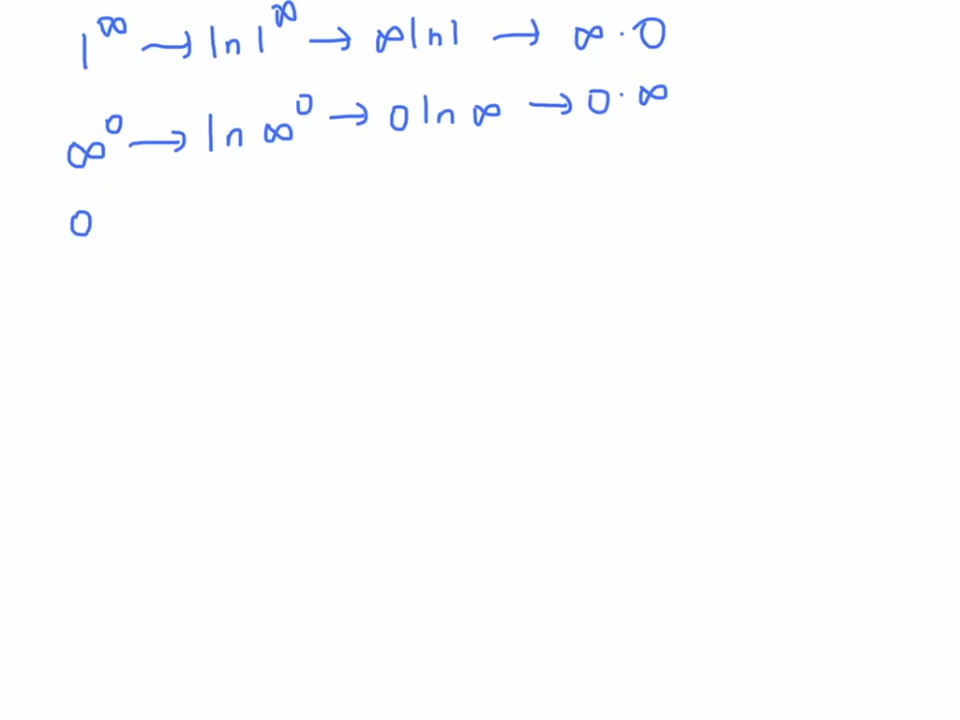 1^∞ → ln 1^∞ → ∞ ln 1 → ∞ · 0
∞^0 → ln ∞^0 → 0 ln ∞ → 0 · ∞
0